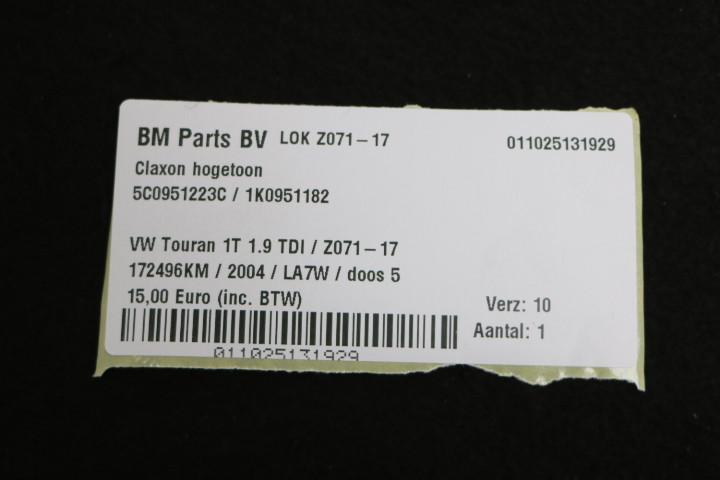 BM Parts BV LOK Z071-17 011025131929
Claxon hogetoon
5C0951223C / 1K0951182
VW Touran 1T 1.9 TDI / Z071-17
172496KM / 2004 / LA7W / doos 5
15,00 Euro (inc. BTW) Verz: 10
Aantal: 1
011025131929